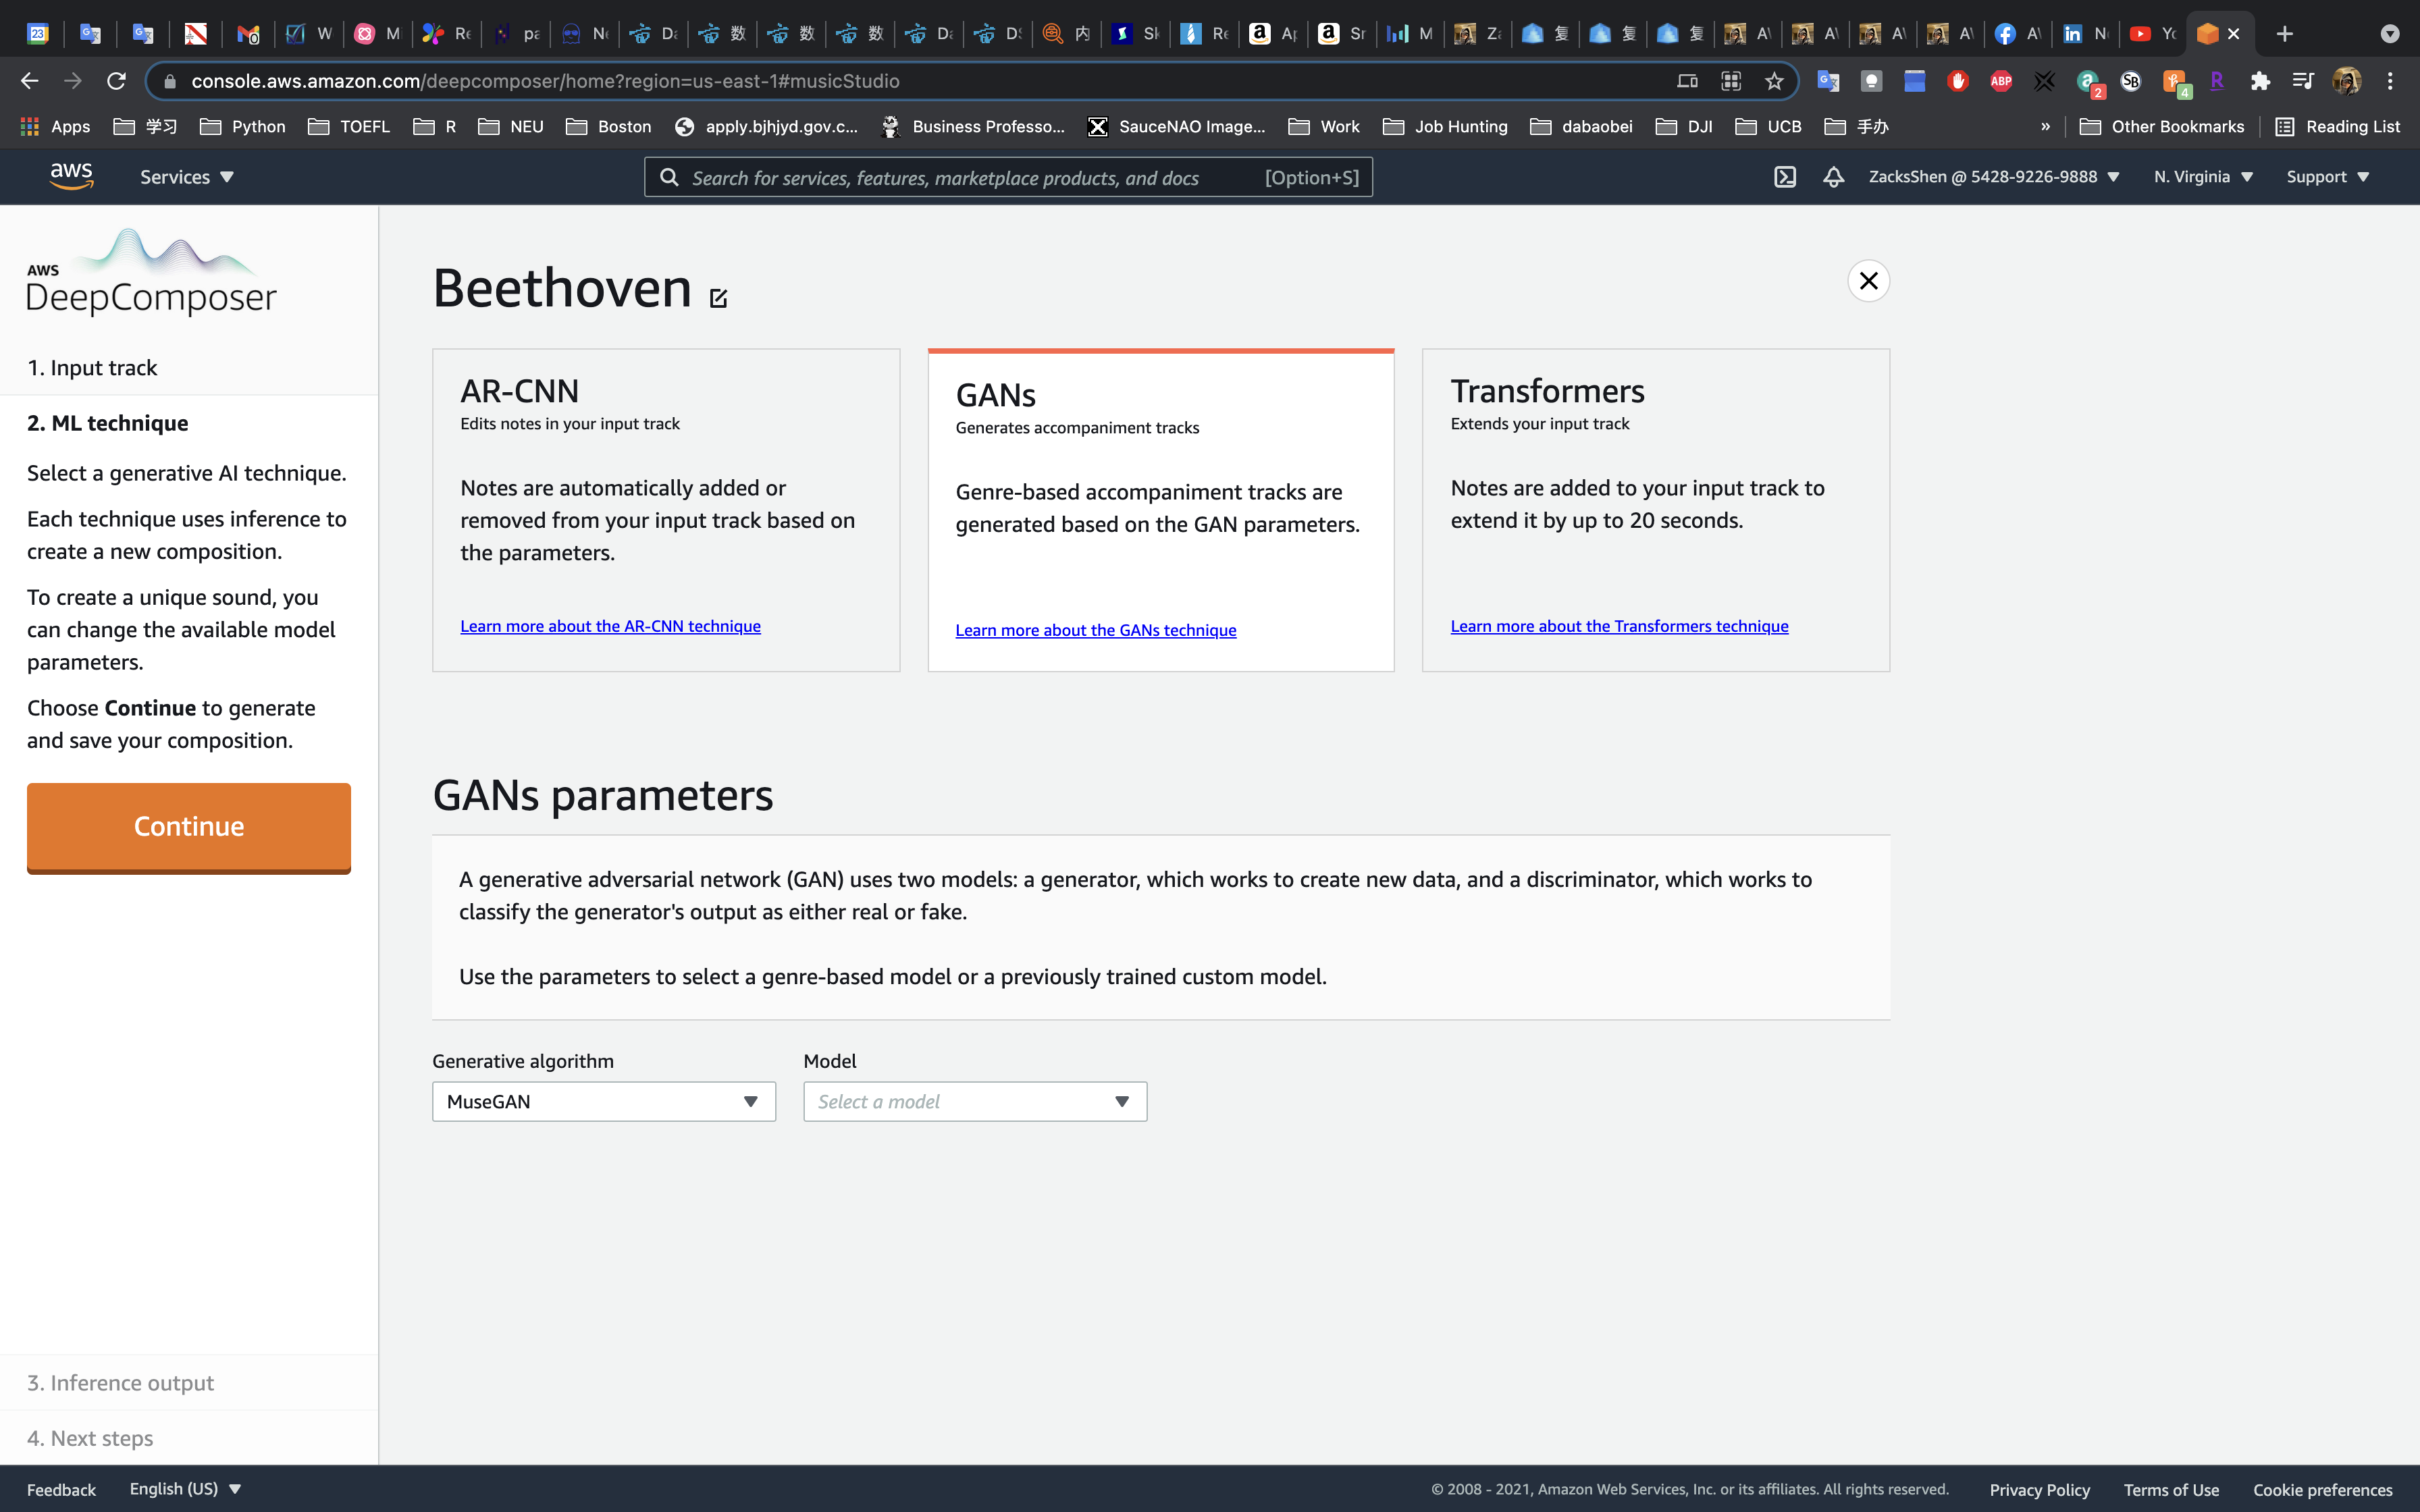 23 W M Re pa Ne Da 数 数 数 Da DS 内 Sk Re Ap Sr M Za 复 复 复 A A A A A N Yo
console.aws.amazon.com/deepcomposer/home?region=us-east-1#musicStudio
ABP 2 SB 4 R
Apps 学习 Python TOEFL R NEU Boston apply.bjhjyd.gov.c... Business Professo... SauceNAO Image... Work Job Hunting dabaobei DJI UCB 手办 » Other Bookmarks Reading List
aws Services Search for services, features, marketplace products, and docs [Option+S] ZacksShen @ 5428-9226-9888 N. Virginia Support
AWS
DeepComposer
1. Input track
2. ML technique
Select a generative AI technique.
Each technique uses inference to
create a new composition.
To create a unique sound, you
can change the available model
parameters.
Choose Continue to generate
and save your composition.
Continue
3. Inference output
4. Next steps
Beethoven
AR-CNN
Edits notes in your input track
Notes are automatically added or
removed from your input track based on
the parameters.
Learn more about the AR-CNN technique
GANs
Generates accompaniment tracks
Genre-based accompaniment tracks are
generated based on the GAN parameters.
Learn more about the GANs technique
Transformers
Extends your input track
Notes are added to your input track to
extend it by up to 20 seconds.
Learn more about the Transformers technique
GANs parameters
A generative adversarial network (GAN) uses two models: a generator, which works to create new data, and a discriminator, which works to
classify the generator's output as either real or fake.
Use the parameters to select a genre-based model or a previously trained custom model.
Generative algorithm Model
MuseGAN Select a model
Feedback English (US) © 2008 - 2021, Amazon Web Services, Inc. or its affiliates. All rights reserved. Privacy Policy Terms of Use Cookie preferences